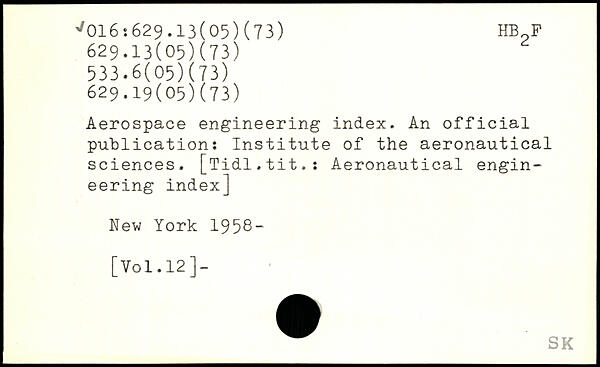 ✓016:629.13(05)(73) HB₂F
629.13(05)(73)
533.6(05)(73)
629.19(05)(73)
Aerospace engineering index. An official
publication: Institute of the aeronautical
sciences. [Tidl.tit.: Aeronautical engin-
eering index]
New York 1958-
[Vol.12]-
SK